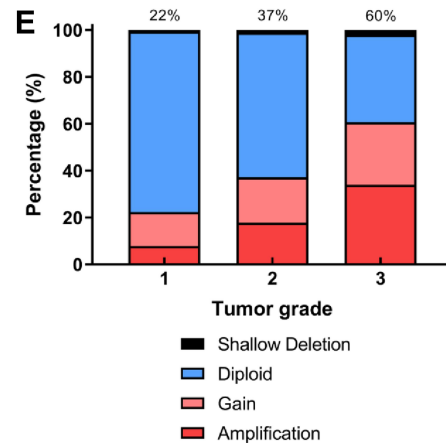 E
22% 37% 60%
100
80
60
40
20
0
Percentage (%)
1 2 3
Tumor grade
Shallow Deletion
Diploid
Gain
Amplification